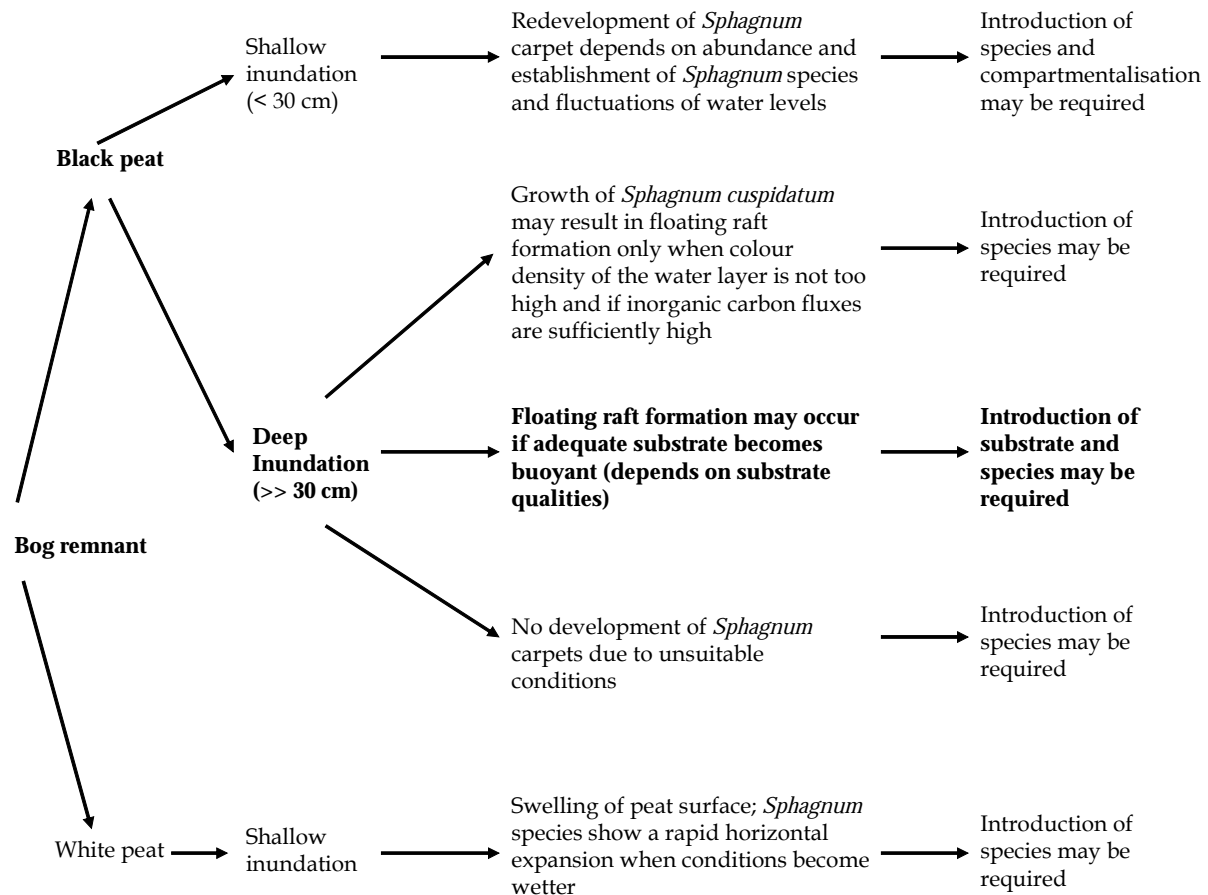 Shallow
inundation
(< 30 cm)
Redevelopment of Sphagnum
carpet depends on abundance and
establishment of Sphagnum species
and fluctuations of water levels
Introduction of
species and
compartmentalisation
may be required
Black peat
Growth of Sphagnum cuspidatum
may result in floating raft
formation only when colour
density of the water layer is not too
high and if inorganic carbon fluxes
are sufficiently high
Introduction of
species may be
required
Deep
Inundation
(>> 30 cm)
Floating raft formation may occur
if adequate substrate becomes
buoyant (depends on substrate
qualities)
Introduction of
substrate and
species may be
required
Bog remnant
No development of Sphagnum
carpets due to unsuitable
conditions
Introduction of
species may be
required
White peat
Shallow
inundation
Swelling of peat surface; Sphagnum
species show a rapid horizontal
expansion when conditions become
wetter
Introduction of
species may be
required